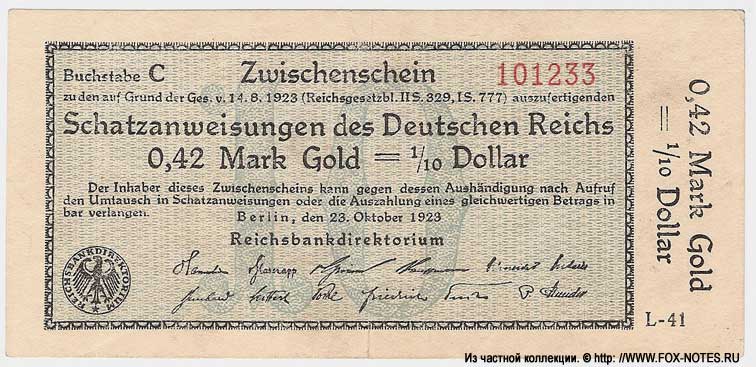 Buchstabe C Zwischenschein 101233
zu den auf Grund der Ges. v. 14. 8. 1923 (Reichsgesetzbl. II S. 329, I S. 777) auszufertigenden
Schatzanweisungen des Deutschen Reichs
0,42 Mark Gold = 1/10 Dollar
Der Inhaber dieses Zwischenscheins kann gegen dessen Aushändigung nach Aufruf
den Umtausch in Schatzanweisungen oder die Auszahlung eines gleichwertigen Betrags in
bar verlangen.
Berlin, den 23. Oktober 1923
Reichsbankdirektorium
REICHSBANKDIREKTORIUM
0,42 Mark Gold
= 1/10 Dollar
L-41
Из частной коллекции. © http: //WWW.FOX-NOTES.RU